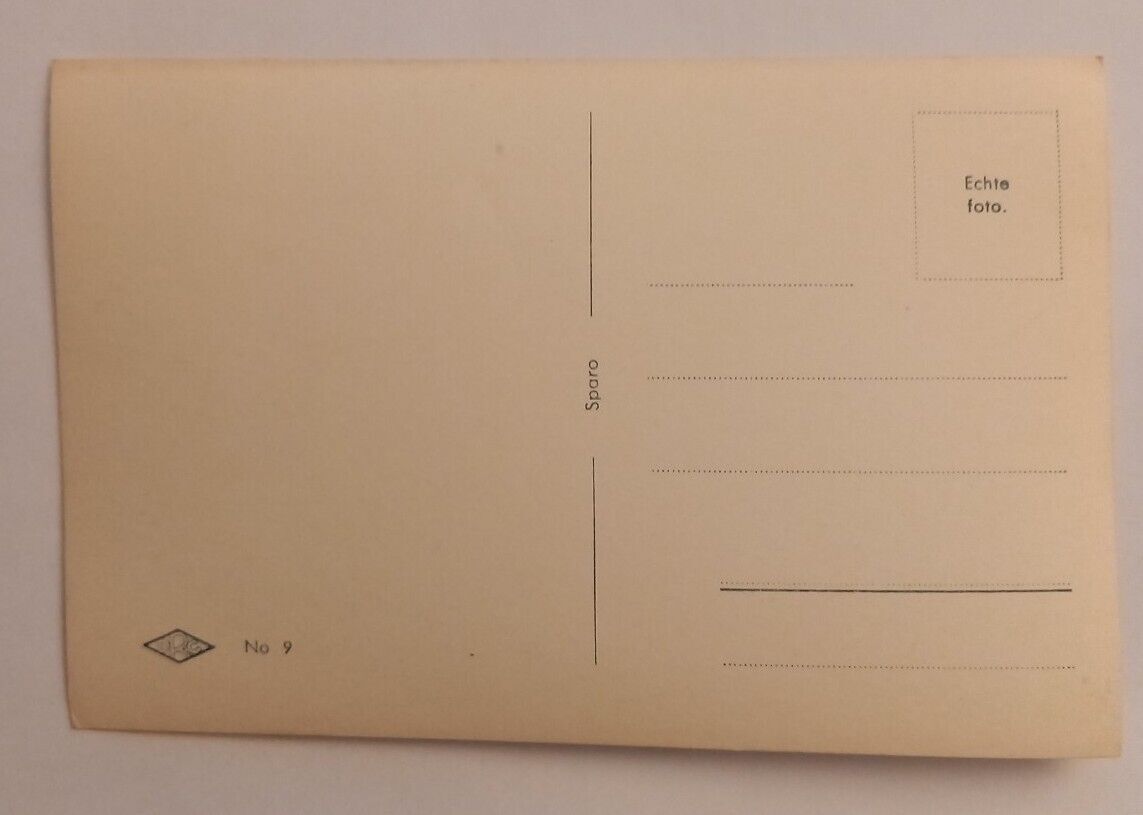 Echte
foto.
Sparo
No 9